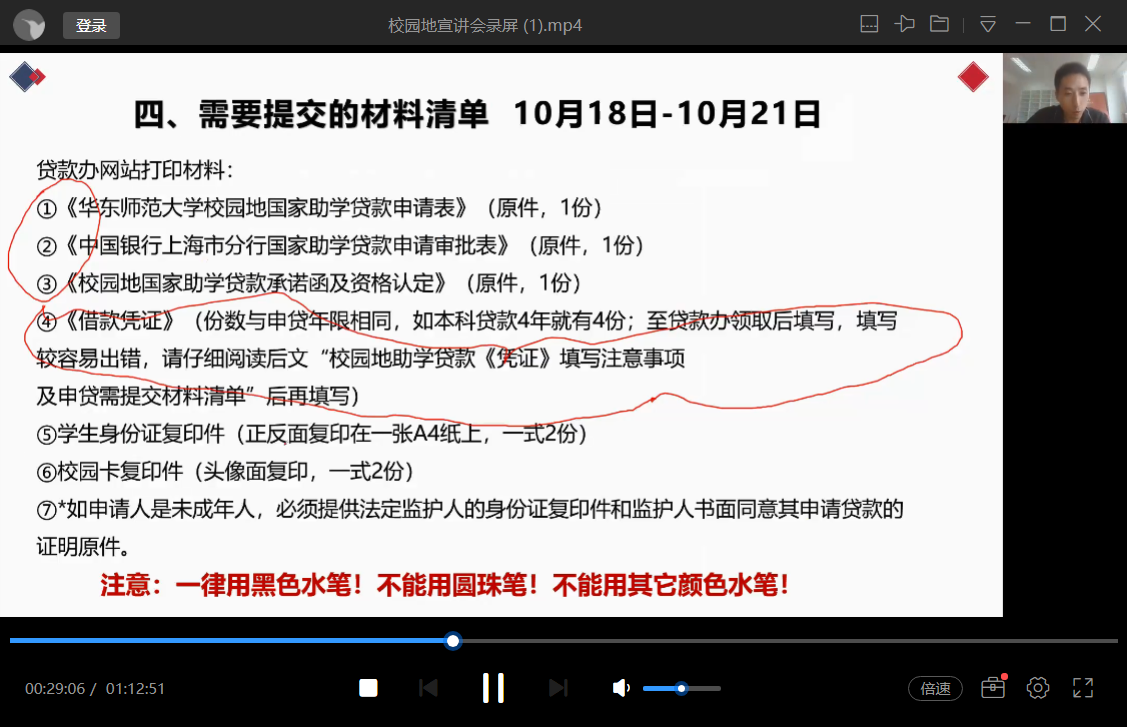 登录
校园地宣讲会录屏 (1).mp4
四、需要提交的材料清单 10月18日-10月21日
贷款办网站打印材料：
①《华东师范大学校园地国家助学贷款申请表》（原件，1份）
②《中国银行上海市分行国家助学贷款申请审批表》（原件，1份）
③《校园地国家助学贷款承诺函及资格认定》（原件，1份）
④《借款凭证》（份数与申贷年限相同，如本科贷款4年就有4份；至贷款办领取后填写，填写
较容易出错，请仔细阅读后文“校园地助学贷款《凭证》填写注意事项
及申贷需提交材料清单”后再填写）
⑤学生身份证复印件（正反面复印在一张A4纸上，一式2份）
⑥校园卡复印件（头像面复印，一式2份）
⑦*如申请人是未成年人，必须提供法定监护人的身份证复印件和监护人书面同意其申请贷款的
证明原件。
注意：一律用黑色水笔！不能用圆珠笔！不能用其它颜色水笔！
00:29:06 / 01:12:51
倍速